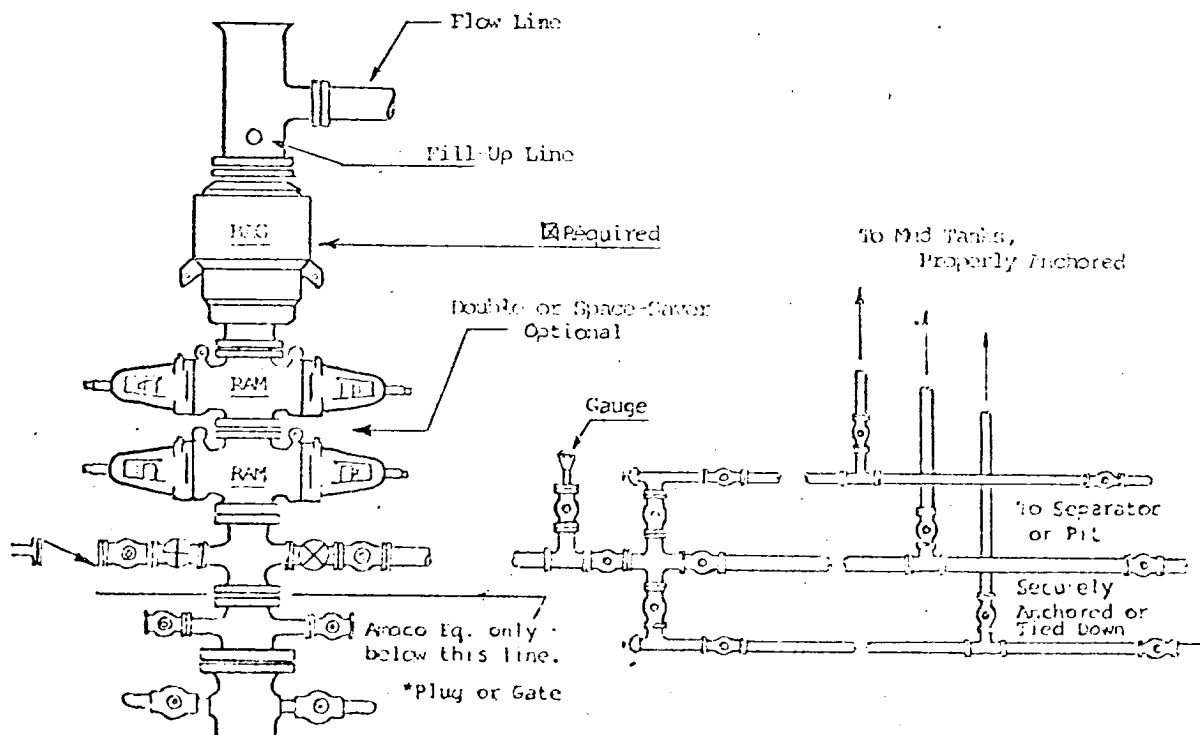 Flow Line
Fill-Up Line
☒ Required
To Mud Tanks,
Properly Anchored
Double or Space-Saver
Optional
RAM
Gauge
RAM
To Separator
or Pit
Securely
Anchored or
Tied Down
Amoco Eq. only
below this line.
*Plug or Gate